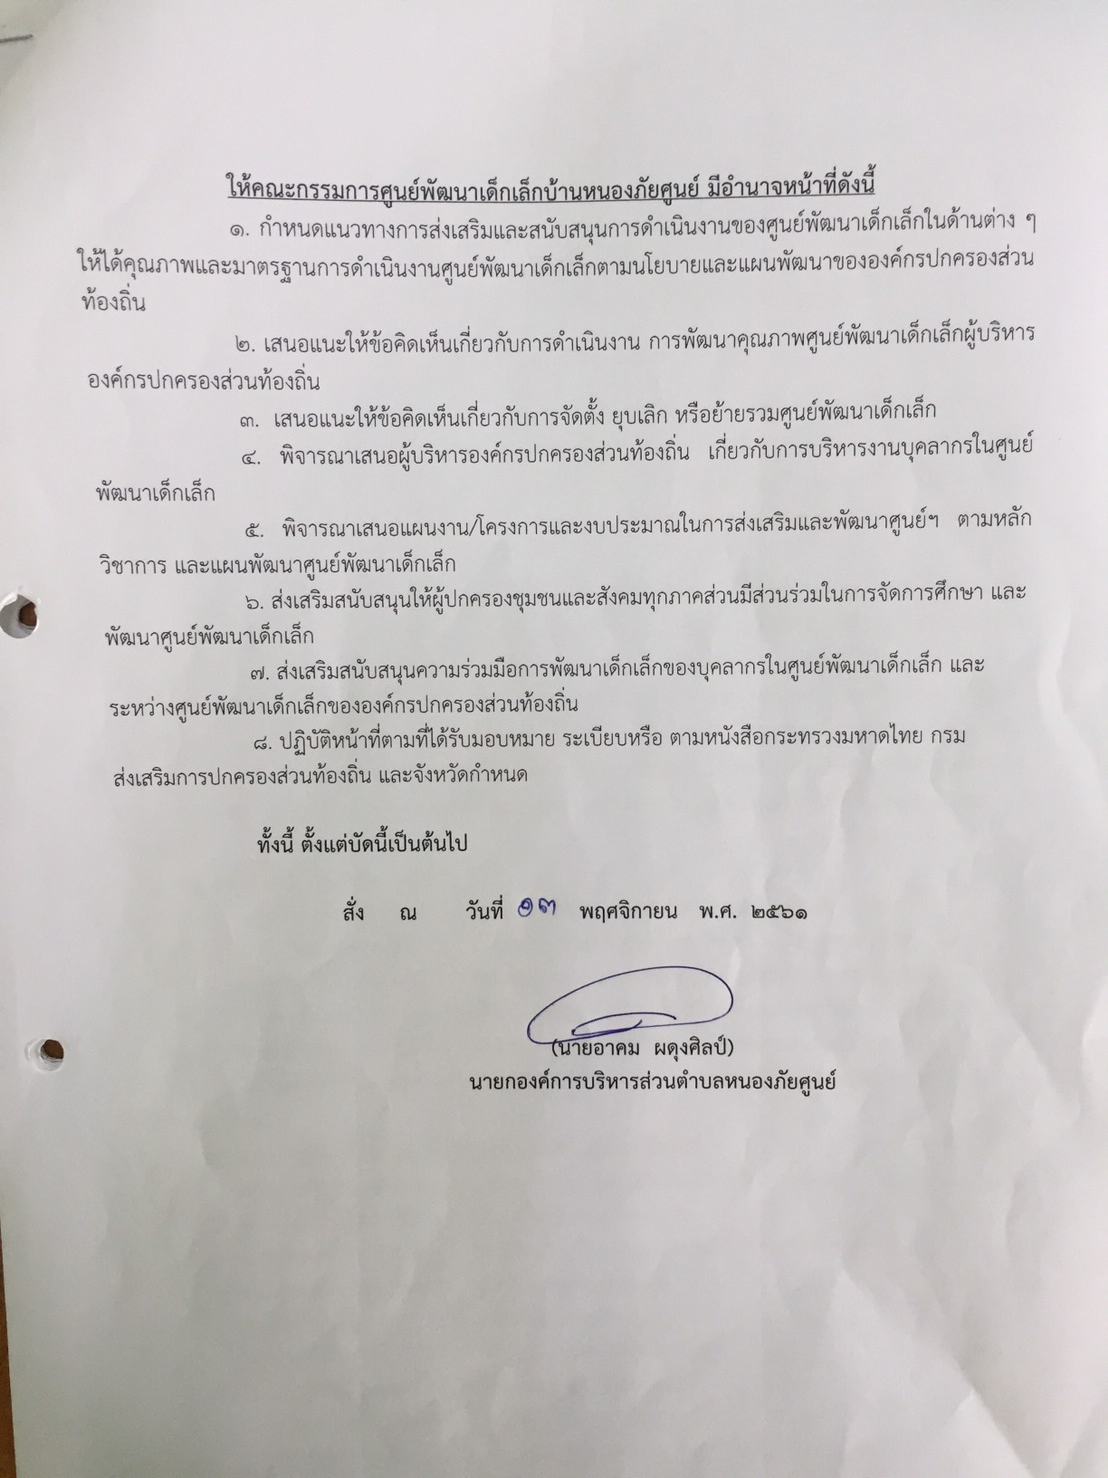 ให้คณะกรรมการศูนย์พัฒนาเด็กเล็กบ้านหนองภัยศูนย์ มีอำนาจหน้าที่ดังนี้
๑. กำหนดแนวทางการส่งเสริมและสนับสนุนการดำเนินงานของศูนย์พัฒนาเด็กเล็กในด้านต่าง ๆ
ให้ได้คุณภาพและมาตรฐานการดำเนินงานศูนย์พัฒนาเด็กเล็กตามนโยบายและแผนพัฒนาขององค์กรปกครองส่วน
ท้องถิ่น
๒. เสนอแนะให้ข้อคิดเห็นเกี่ยวกับการดำเนินงาน การพัฒนาคุณภาพศูนย์พัฒนาเด็กเล็กผู้บริหาร
องค์กรปกครองส่วนท้องถิ่น
๓. เสนอแนะให้ข้อคิดเห็นเกี่ยวกับการจัดตั้ง ยุบเลิก หรือย้ายรวมศูนย์พัฒนาเด็กเล็ก
๔. พิจารณาเสนอผู้บริหารองค์กรปกครองส่วนท้องถิ่น เกี่ยวกับการบริหารงานบุคลากรในศูนย์
พัฒนาเด็กเล็ก
๕. พิจารณาเสนอแผนงาน/โครงการและงบประมาณในการส่งเสริมและพัฒนาศูนย์ฯ ตามหลัก
วิชาการ และแผนพัฒนาศูนย์พัฒนาเด็กเล็ก
๖. ส่งเสริมสนับสนุนให้ผู้ปกครองชุมชนและสังคมทุกภาคส่วนมีส่วนร่วมในการจัดการศึกษา และ
พัฒนาศูนย์พัฒนาเด็กเล็ก
๗. ส่งเสริมสนับสนุนความร่วมมือการพัฒนาเด็กเล็กของบุคลากรในศูนย์พัฒนาเด็กเล็ก และ
ระหว่างศูนย์พัฒนาเด็กเล็กขององค์กรปกครองส่วนท้องถิ่น
๘. ปฏิบัติหน้าที่ตามที่ได้รับมอบหมาย ระเบียบหรือ ตามหนังสือกระทรวงมหาดไทย กรม
ส่งเสริมการปกครองส่วนท้องถิ่น และจังหวัดกำหนด
ทั้งนี้ ตั้งแต่บัดนี้เป็นต้นไป
สั่ง ณ วันที่ ๑๓ พฤศจิกายน พ.ศ. ๒๕๖๑
(นายอาคม ผดุงศิลป์)
นายกองค์การบริหารส่วนตำบลหนองภัยศูนย์